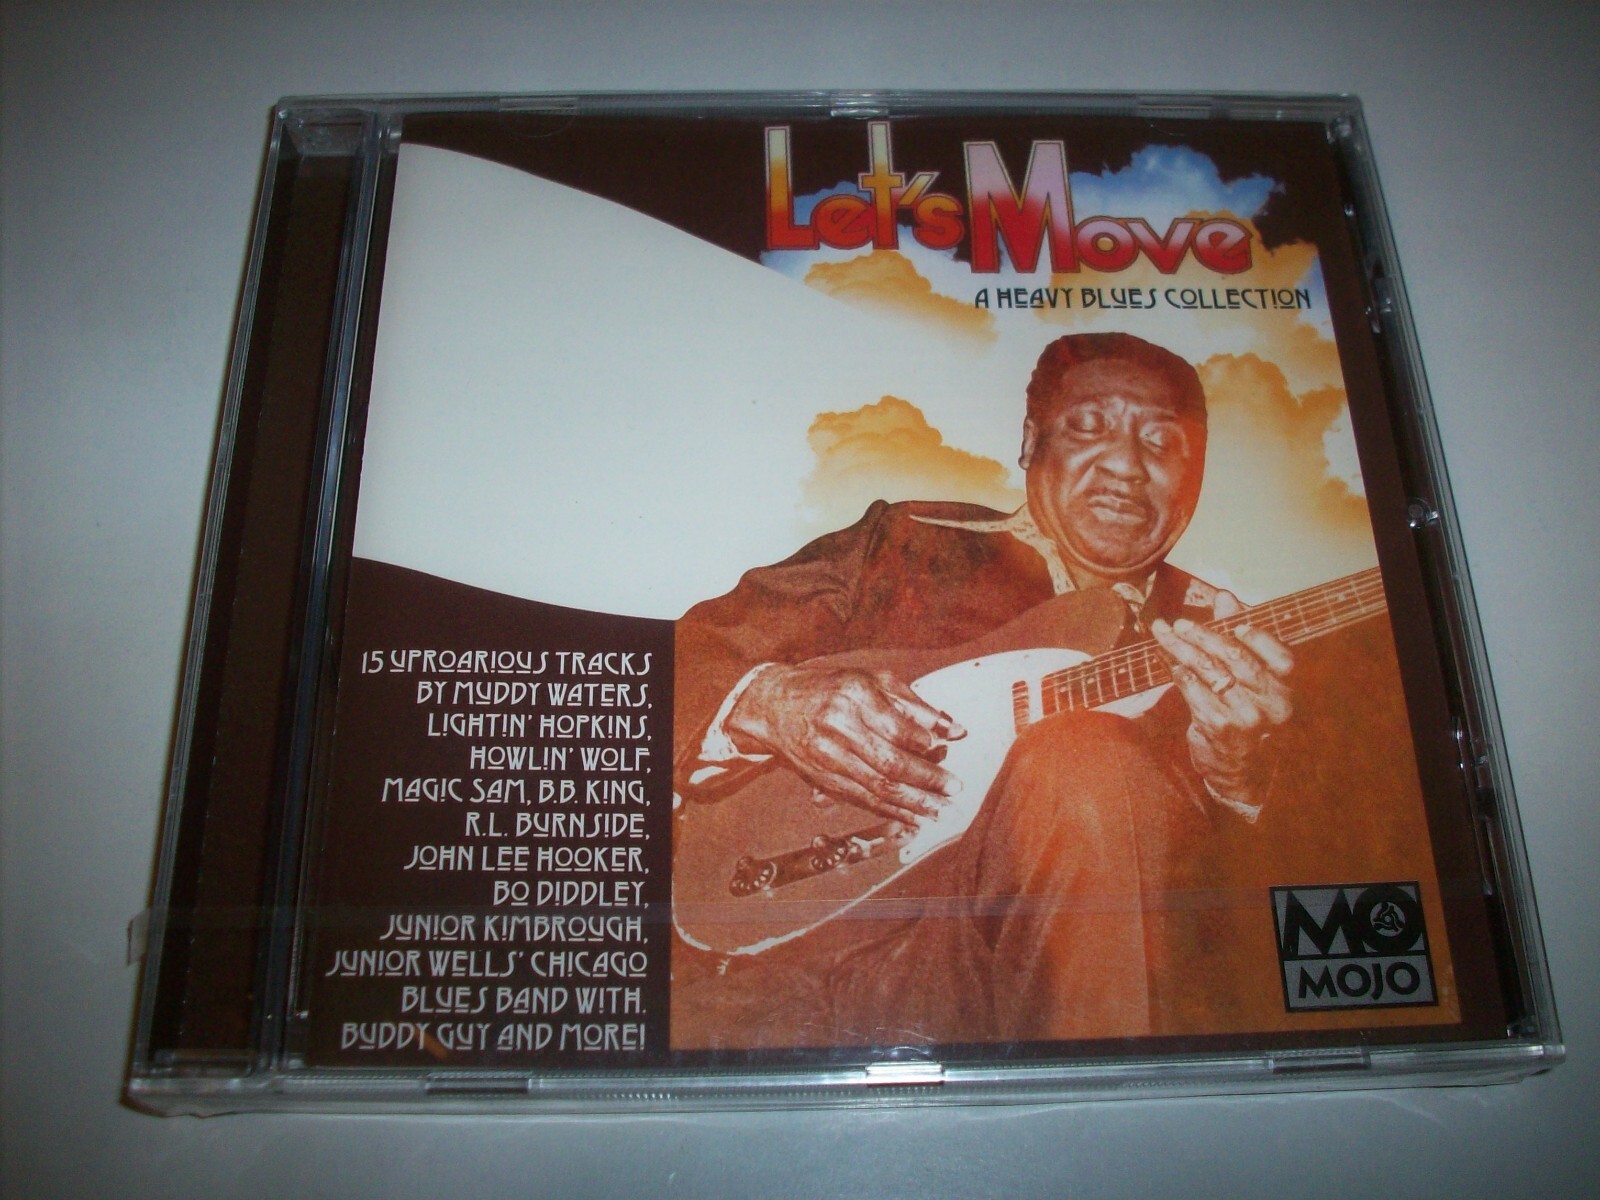 Let's Move
A HEAVY BLUES COLLECTION
15 UPROARIOUS TRACKS
BY MUDDY WATERS,
LIGHTIN' HOPKINS,
HOWLIN' WOLF,
MAGIC SAM, B.B. KING,
R.L. BURNSIDE,
JOHN LEE HOOKER,
BO DIDDLEY,
JUNIOR KIMBROUGH,
JUNIOR WELLS' CHICAGO
BLUES BAND WITH.
BUDDY GUY AND MORE!
MO
MOJO